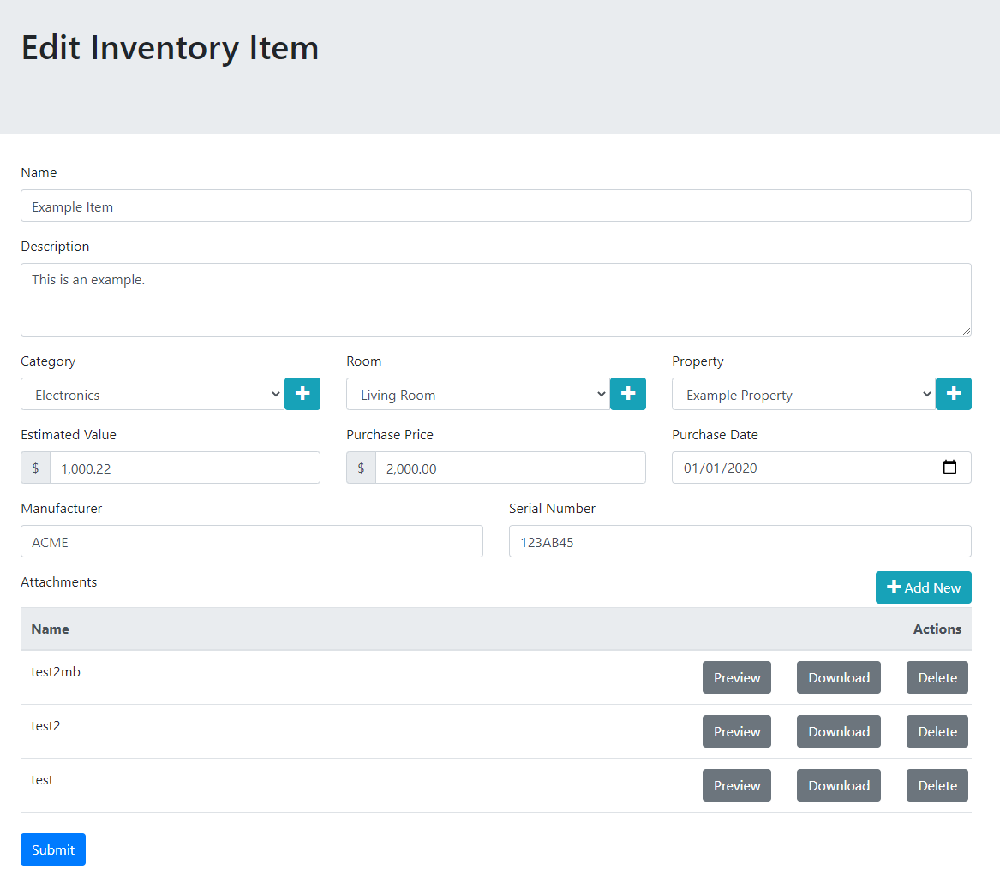 Edit Inventory Item
Name
Example Item
Description
This is an example.
Category Room Property
Electronics Living Room Example Property
Estimated Value Purchase Price Purchase Date
$ 1,000.22 $ 2,000.00 01/01/2020
Manufacturer Serial Number
ACME 123AB45
Attachments Add New
Name Actions
test2mb Preview Download Delete
test2 Preview Download Delete
test Preview Download Delete
Submit